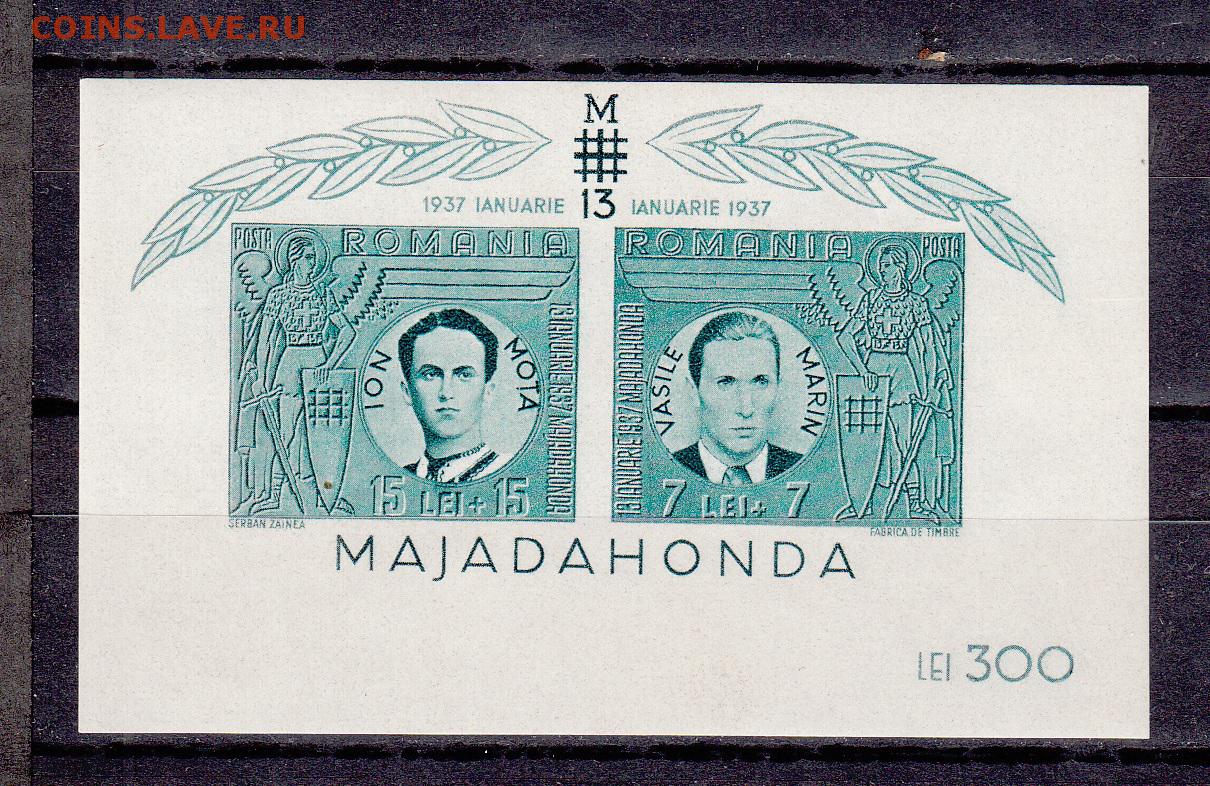 COINS.LAVE.RU
M
1937 IANUARIE 13 IANUARIE 1937
POSTA ROMANIA
ION MOTA
13 IANUARIE 1937 MAJADAHONDA
15 LEI + 15
SERBAN ZAINEA
ROMANIA POSTA
13 IANUARIE 1937 MAJADAHONDA
VASILE MARIN
7 LEI + 7
FABRICA DE TIMBRE
MAJADAHONDA
LEI 300